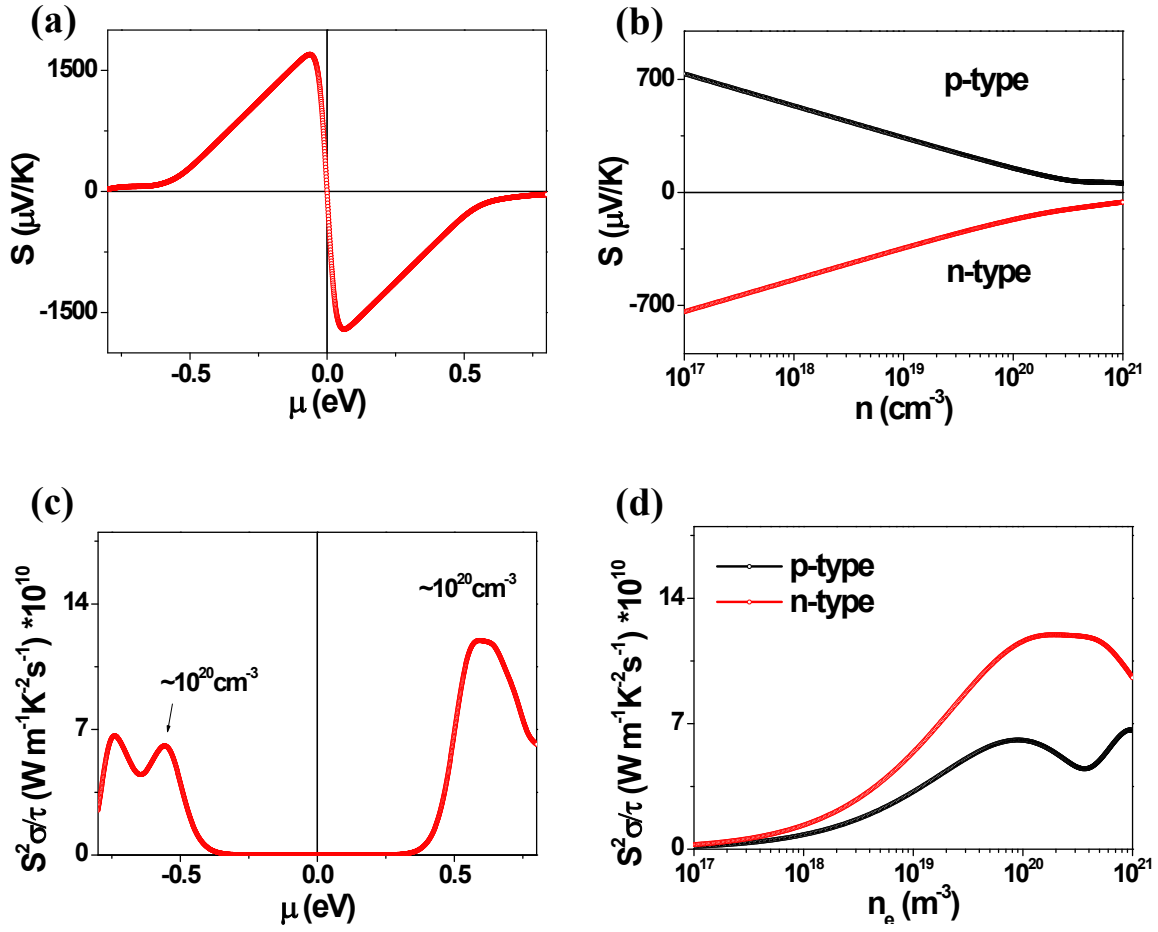 (a)
1500
0
-1500
S (μV/K)
-0.5 0.0 0.5
μ (eV)
(b)
p-type
n-type
700
0
-700
S (μV/K)
10^17 10^18 10^19 10^20 10^21
n (cm^-3)
(c)
~10^20cm^-3
~10^20cm^-3
14
7
0
S^2σ/τ (W m^-1K^-2s^-1) *10^10
-0.5 0.0 0.5
μ (eV)
(d)
p-type
n-type
14
7
0
S^2σ/τ (W m^-1K^-2s^-1) *10^10
10^17 10^18 10^19 10^20 10^21
n_e (m^-3)